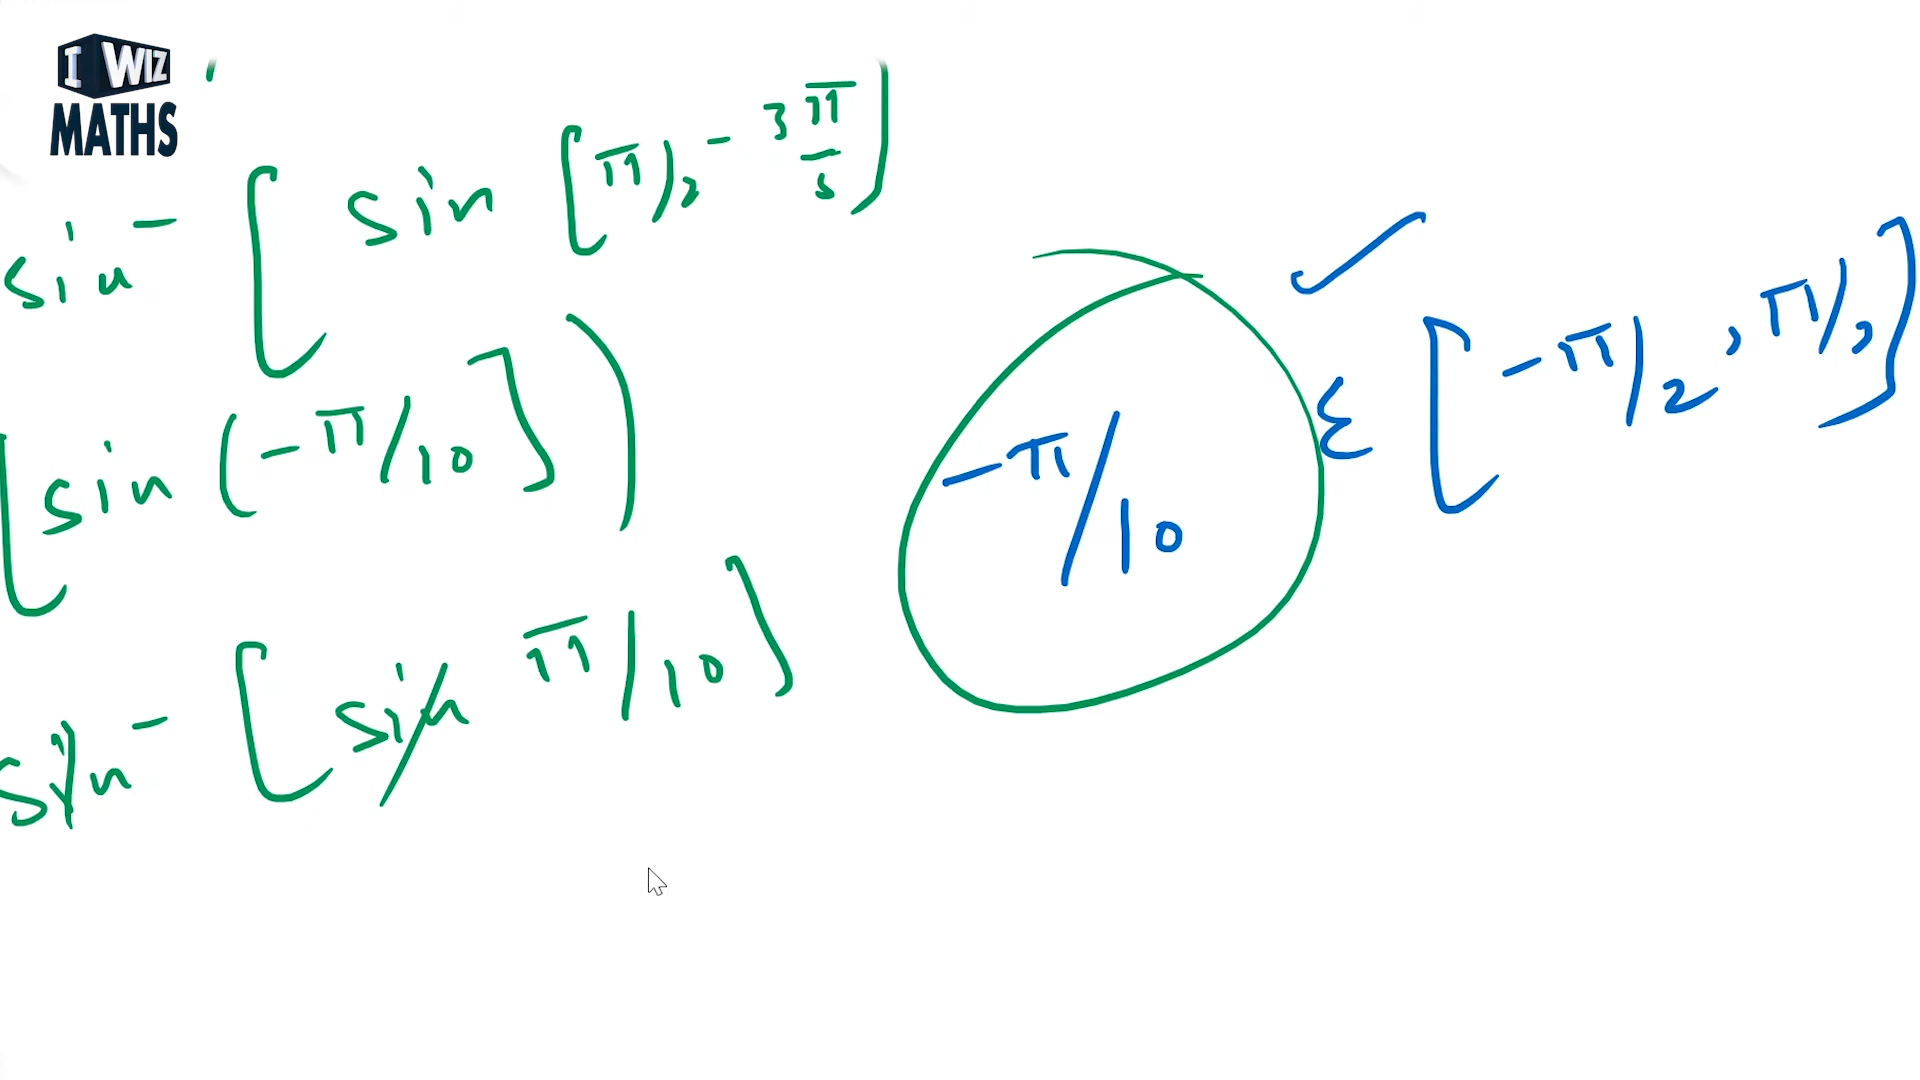 I WIZ
MATHS
sin⁻ [ sin [π/2 - 3π/5]
[sin (-π/10])
sin⁻ [sin π/10]
-π/10 ε [-π/2, π/2]